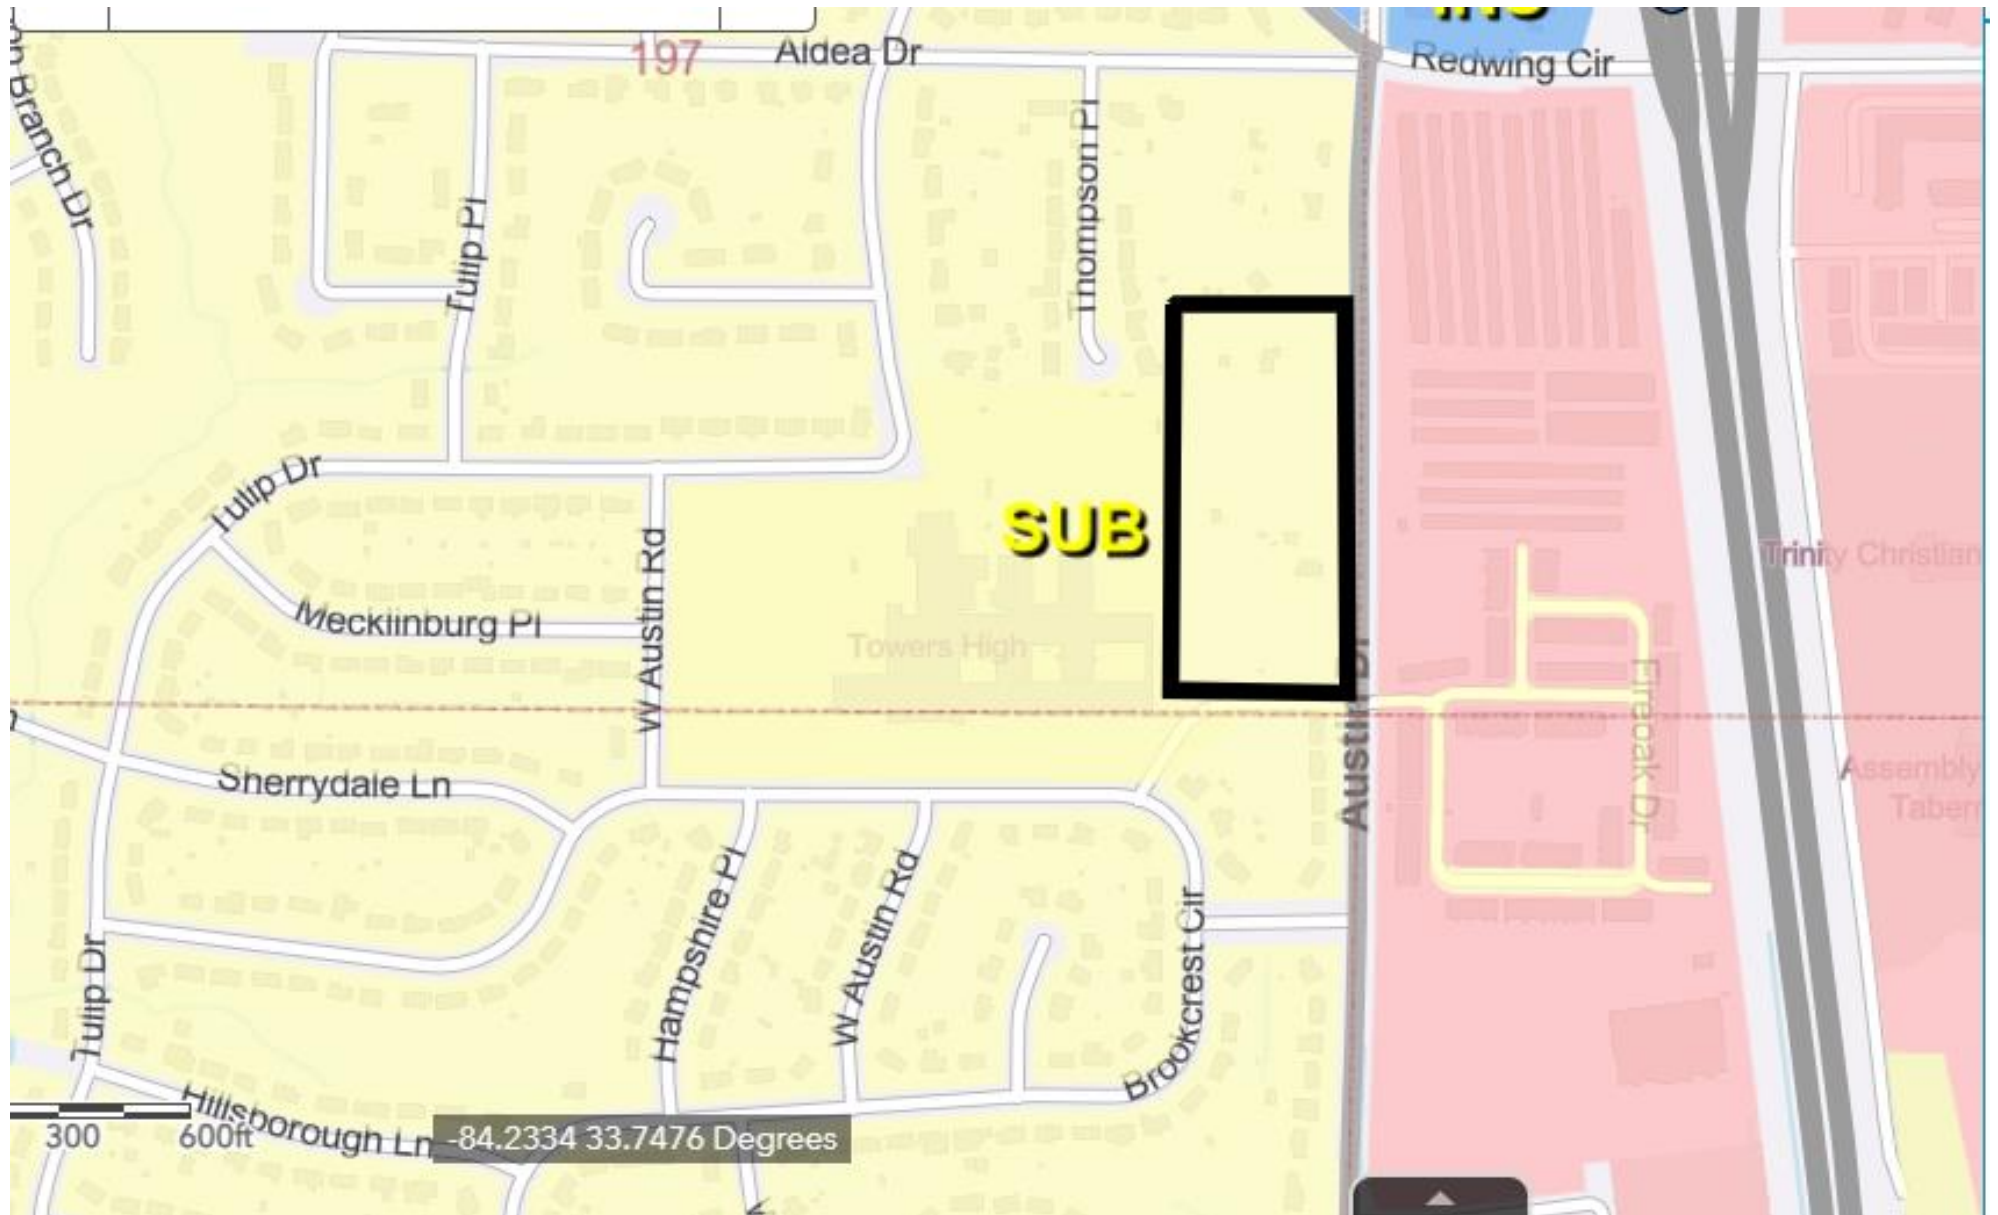 INS
197
Aldea Dr
Redwing Cir
Branch Dr
Thompson Pl
Tulip Pl
Tulip Dr
SUB
W Austin Rd
Trinity Christian
Mecklinburg Pl
Towers High
Fireoak Dr
Austin Dr
Sherrydale Ln
Assembly
Hampshire Pl
W Austin Rd
Brookcrest Cir
Tulip Dr
Hillsborough Ln
300 600ft
-84.2334 33.7476 Degrees